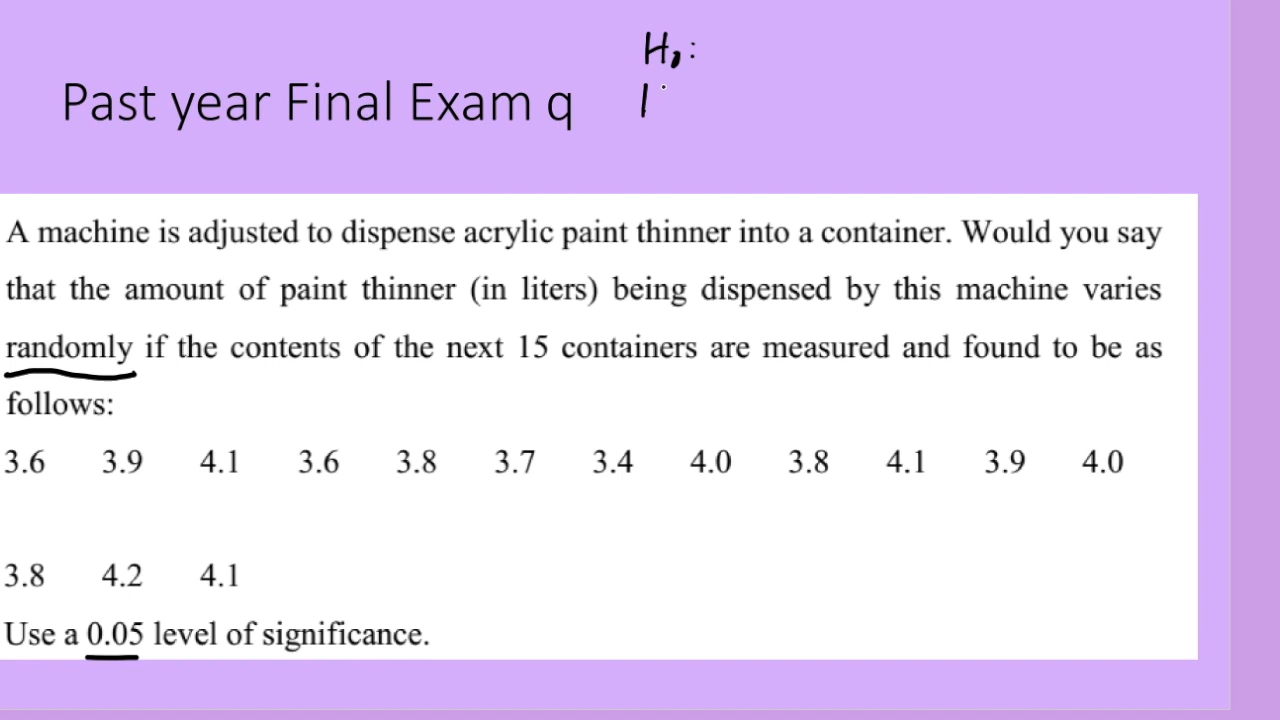 H₀:
Past year Final Exam q
A machine is adjusted to dispense acrylic paint thinner into a container. Would you say
that the amount of paint thinner (in liters) being dispensed by this machine varies
randomly if the contents of the next 15 containers are measured and found to be as
follows:
3.6 3.9 4.1 3.6 3.8 3.7 3.4 4.0 3.8 4.1 3.9 4.0
3.8 4.2 4.1
Use a 0.05 level of significance.